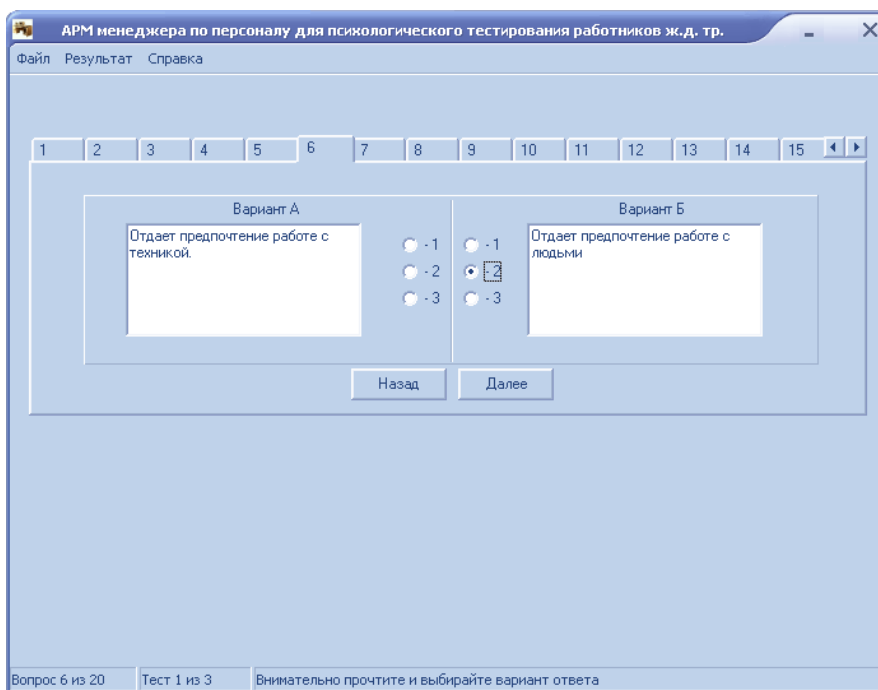 АРМ менеджера по персоналу для психологического тестирования работников ж.д. тр.
Файл Результат Справка
1 2 3 4 5 6 7 8 9 10 11 12 13 14 15
Вариант А Вариант Б
Отдает предпочтение работе с
техникой.
- 1
- 2
- 3
- 1
- 2
- 3
Отдает предпочтение работе с
людьми
Назад Далее
Вопрос 6 из 20 Тест 1 из 3 Внимательно прочтите и выбирайте вариант ответа